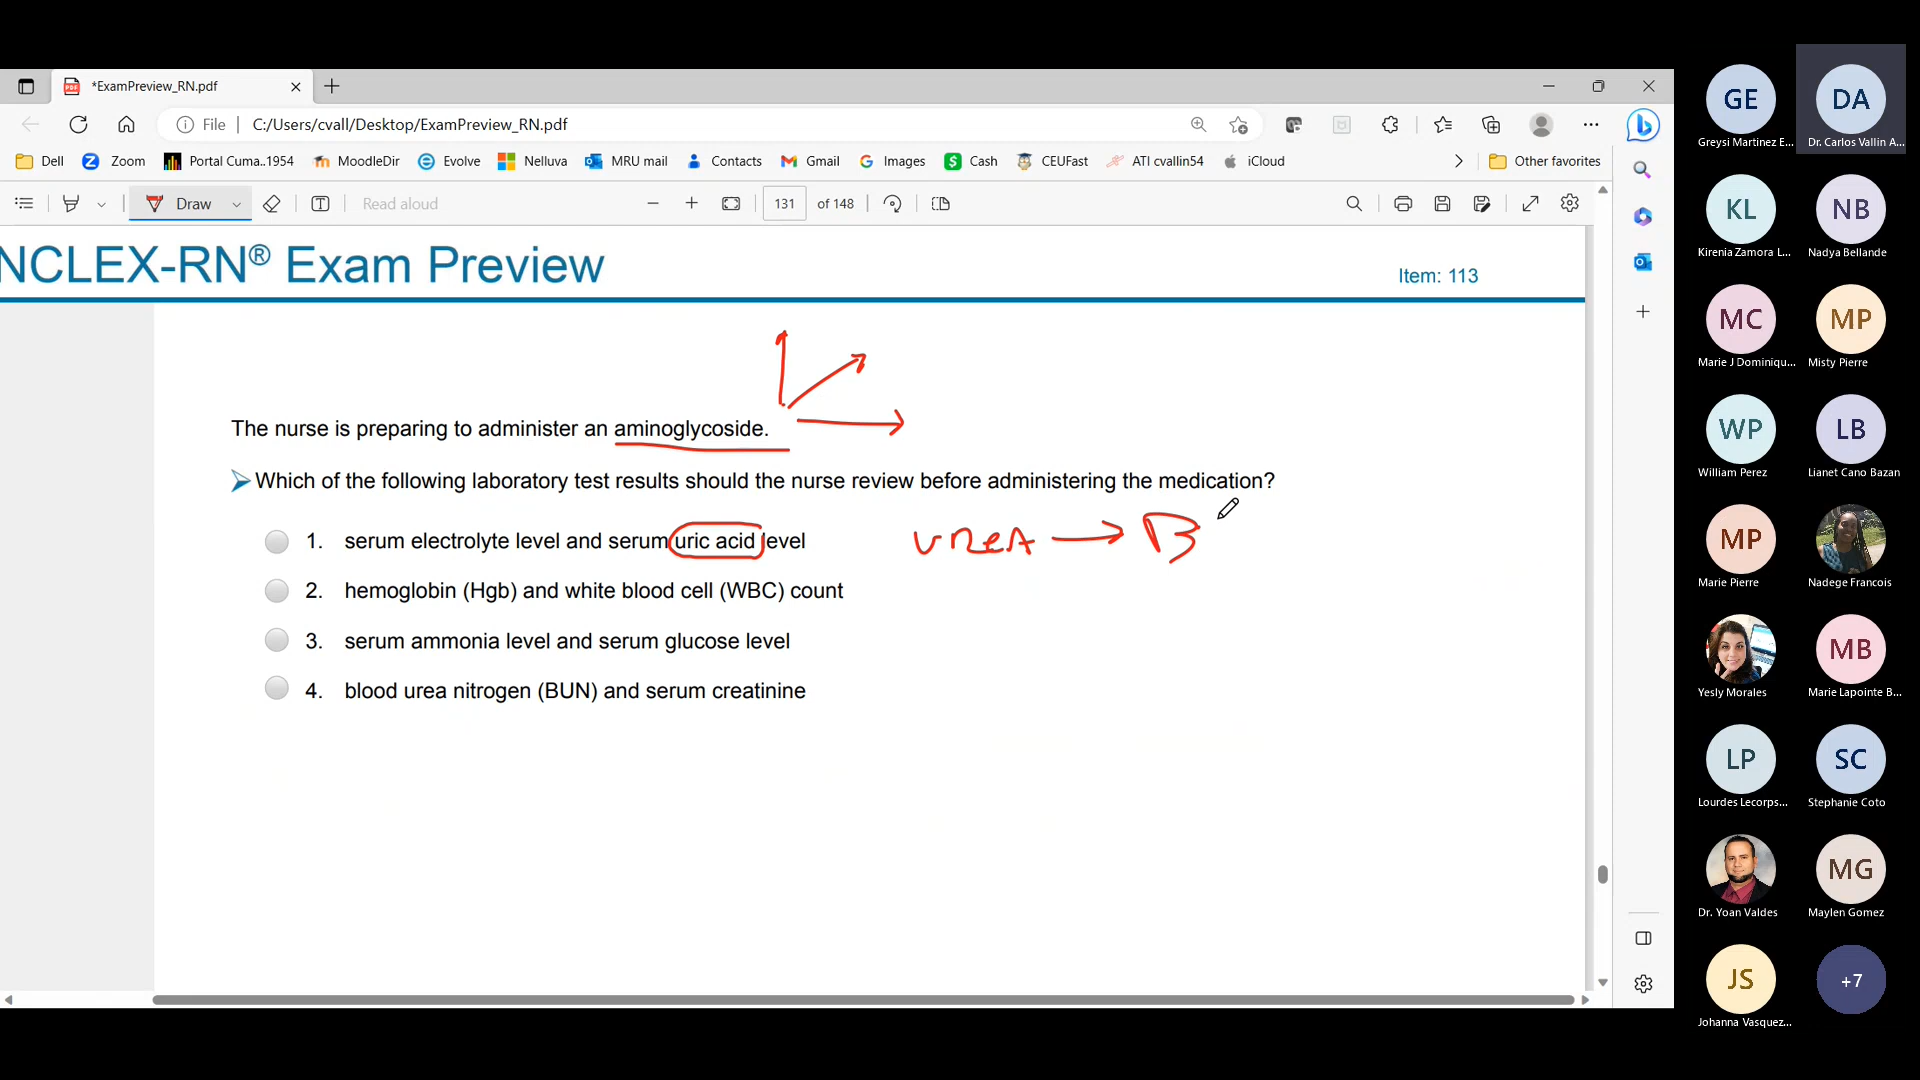 *ExamPreview_RN.pdf
File | C:/Users/cvall/Desktop/ExamPreview_RN.pdf
Dell Zoom Portal Cuma..1954 MoodleDir Evolve Nelluva MRU mail Contacts Gmail Images Cash CEUFast ATI cvallin54 iCloud Other favorites
Draw Read aloud 131 of 148
NCLEX-RN® Exam Preview
Item: 113
The nurse is preparing to administer an aminoglycoside.
Which of the following laboratory test results should the nurse review before administering the medication?
1. serum electrolyte level and serum uric acid level
urea → B
2. hemoglobin (Hgb) and white blood cell (WBC) count
3. serum ammonia level and serum glucose level
4. blood urea nitrogen (BUN) and serum creatinine
GE DA
Greysi Martinez E... Dr. Carlos Vallin A...
KL NB
Kirenia Zamora L... Nadya Bellande
MC MP
Marie J Dominiqu... Misty Pierre
WP LB
William Perez Lianet Cano Bazan
MP
Marie Pierre Nadege Francois
MB
Yesly Morales Marie Lapointe B...
LP SC
Lourdes Lecorps... Stephanie Coto
MG
Dr. Yoan Valdes Maylen Gomez
JS +7
Johanna Vasquez...